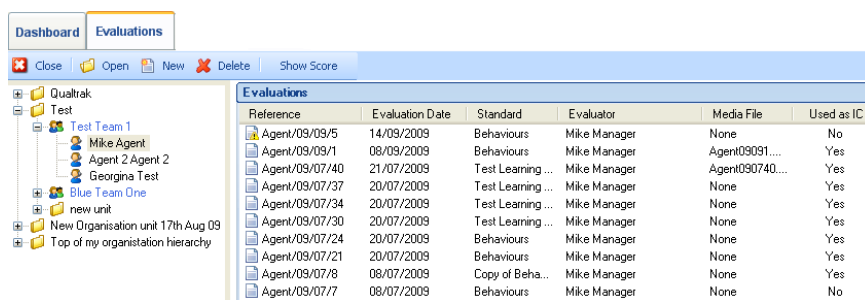 Dashboard Evaluations
Close Open New Delete Show Score
Qualtrak
Test
Test Team 1
Mike Agent
Agent 2 Agent 2
Georgina Test
Blue Team One
new unit
New Organisation unit 17th Aug 09
Top of my organistation hierarchy
Evaluations
Reference Evaluation Date Standard Evaluator Media File Used as IC
Agent/09/09/5 14/09/2009 Behaviours Mike Manager None No
Agent/09/09/1 08/09/2009 Behaviours Mike Manager Agent09091.... Yes
Agent/09/07/40 21/07/2009 Test Learning ... Mike Manager Agent090740.... Yes
Agent/09/07/37 20/07/2009 Test Learning ... Mike Manager None Yes
Agent/09/07/34 20/07/2009 Test Learning ... Mike Manager None Yes
Agent/09/07/30 20/07/2009 Test Learning ... Mike Manager None Yes
Agent/09/07/24 20/07/2009 Behaviours Mike Manager None Yes
Agent/09/07/21 20/07/2009 Behaviours Mike Manager None Yes
Agent/09/07/8 08/07/2009 Copy of Beha... Mike Manager None Yes
Agent/09/07/7 08/07/2009 Behaviours Mike Manager None No